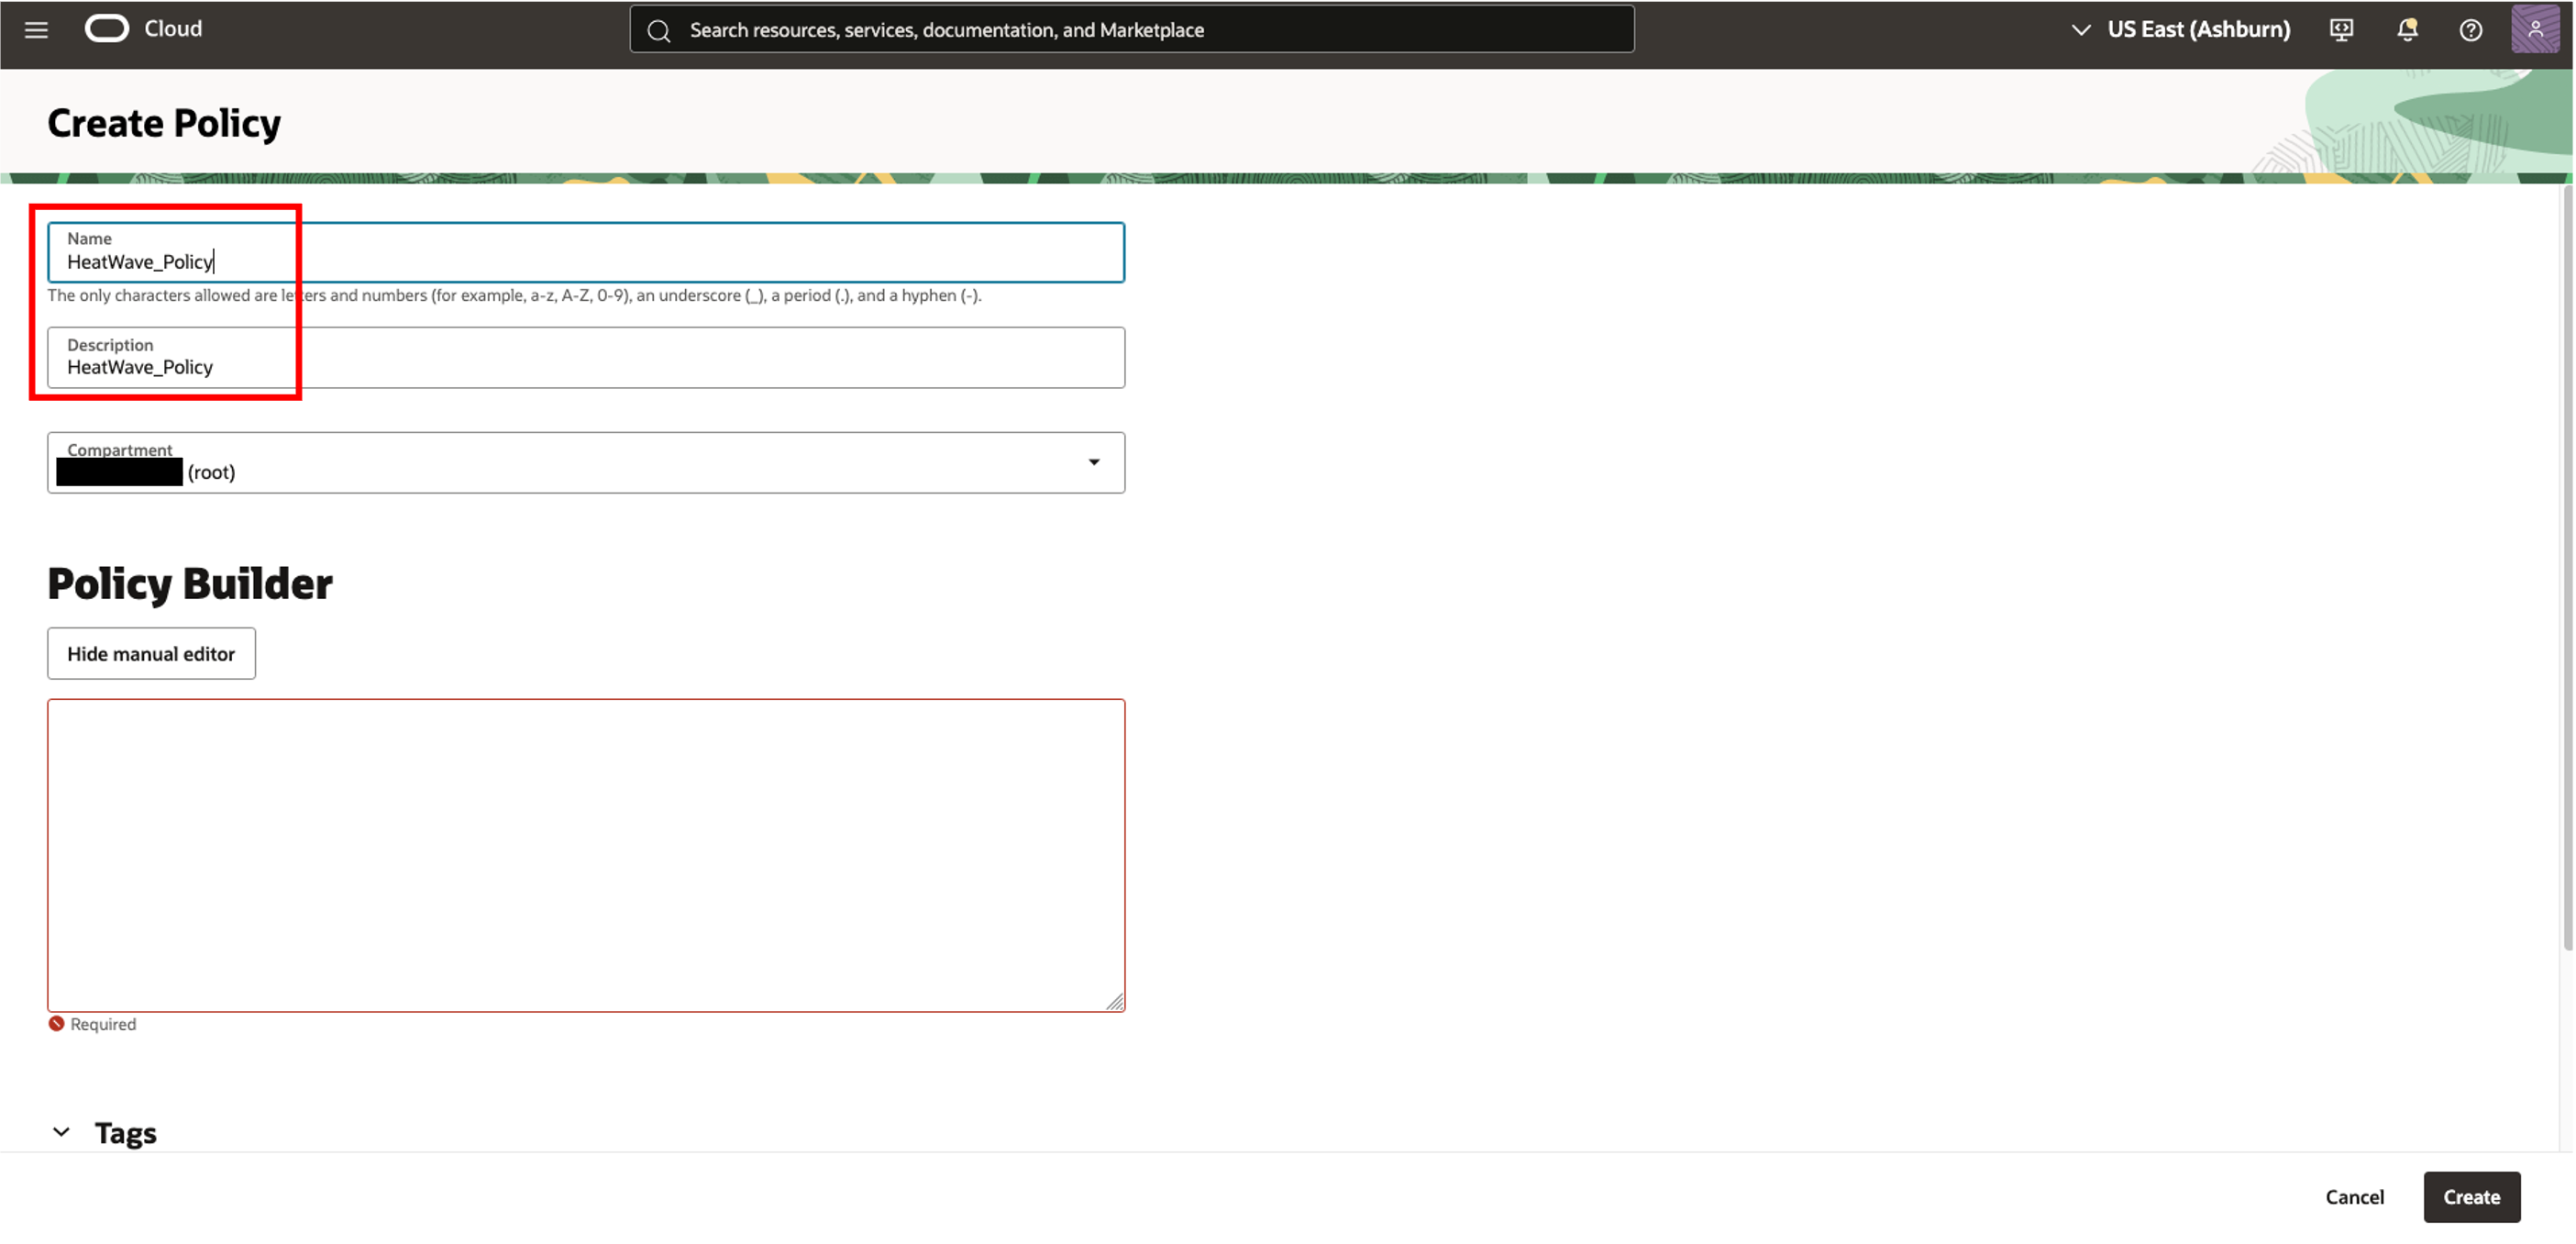 Cloud
Search resources, services, documentation, and Marketplace
US East (Ashburn)
Create Policy
Name
HeatWave_Policy
The only characters allowed are letters and numbers (for example, a-z, A-Z, 0-9), an underscore (_), a period (.), and a hyphen (-).
Description
HeatWave_Policy
Compartment
(root)
Policy Builder
Hide manual editor
Required
Tags
Cancel
Create